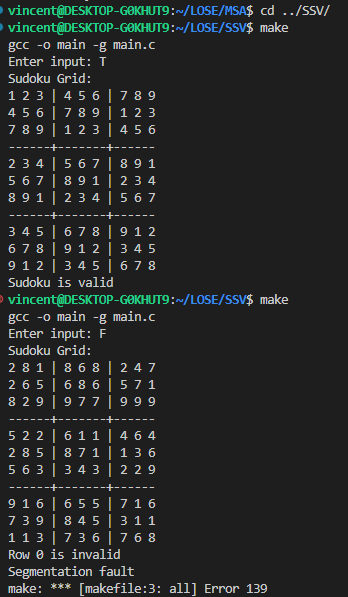 vincent@DESKTOP-G0KHUT9:~/LOSE/MSA$ cd ../SSV/
vincent@DESKTOP-G0KHUT9:~/LOSE/SSV$ make
gcc -o main -g main.c
Enter input: T
Sudoku Grid:
1 2 3 | 4 5 6 | 7 8 9
4 5 6 | 7 8 9 | 1 2 3
7 8 9 | 1 2 3 | 4 5 6
------+-------+------
2 3 4 | 5 6 7 | 8 9 1
5 6 7 | 8 9 1 | 2 3 4
8 9 1 | 2 3 4 | 5 6 7
------+-------+------
3 4 5 | 6 7 8 | 9 1 2
6 7 8 | 9 1 2 | 3 4 5
9 1 2 | 3 4 5 | 6 7 8
Sudoku is valid
vincent@DESKTOP-G0KHUT9:~/LOSE/SSV$ make
gcc -o main -g main.c
Enter input: F
Sudoku Grid:
2 8 1 | 8 6 8 | 2 4 7
2 6 5 | 6 8 6 | 5 7 1
8 2 9 | 9 7 7 | 9 9 9
------+-------+------
5 2 2 | 6 1 1 | 4 6 4
2 8 5 | 8 7 1 | 1 3 6
5 6 3 | 3 4 3 | 2 2 9
------+-------+------
9 1 6 | 6 5 5 | 7 1 6
7 3 9 | 8 4 5 | 3 1 1
1 1 3 | 7 3 6 | 7 6 8
Row 0 is invalid
Segmentation fault
make: *** [makefile:3: all] Error 139